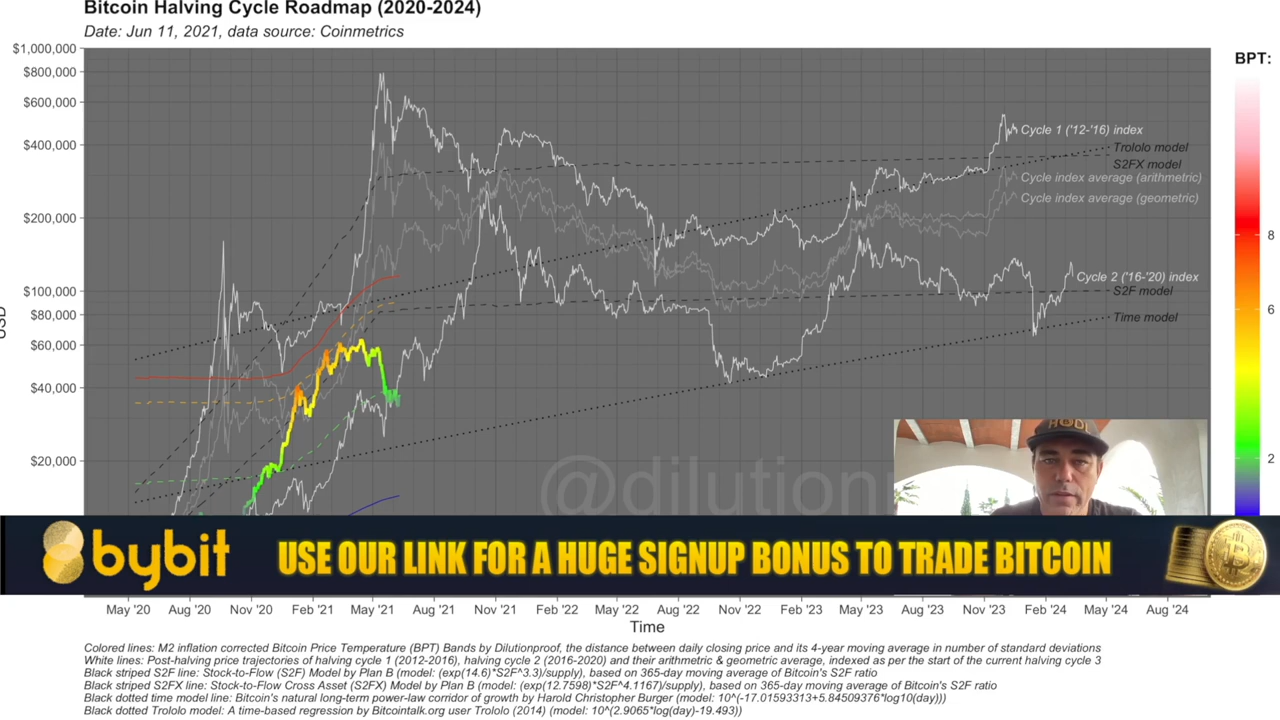 Bitcoin Halving Cycle Roadmap (2020-2024)
Date: Jun 11, 2021, data source: Coinmetrics
BPT:
$1,000,000
$800,000
$600,000
$400,000
$200,000
$100,000
$80,000
$60,000
$40,000
$20,000
USD
Cycle 1 ('12-'16) index
Trololo model
S2FX model
Cycle index average (arithmetic)
Cycle index average (geometric)
Cycle 2 ('16-'20) index
S2F model
Time model
8
6
2
HODL
@dilution
bybit
USE OUR LINK FOR A HUGE SIGNUP BONUS TO TRADE BITCOIN
May '20 Aug '20 Nov '20 Feb '21 May '21 Aug '21 Nov '21 Feb '22 May '22 Aug '22 Nov '22 Feb '23 May '23 Aug '23 Nov '23 Feb '24 May '24 Aug '24
Time
Colored lines: M2 inflation corrected Bitcoin Price Temperature (BPT) Bands by Dilutionproof, the distance between daily closing price and its 4-year moving average in number of standard deviations
White lines: Post-halving price trajectories of halving cycle 1 (2012-2016), halving cycle 2 (2016-2020) and their arithmetic & geometric average, indexed as per the start of the current halving cycle 3
Black striped S2F line: Stock-to-Flow (S2F) Model by Plan B (model: (exp(14.6)*S2F^3.3)/supply), based on 365-day moving average of Bitcoin's S2F ratio
Black striped S2FX line: Stock-to-Flow Cross Asset (S2FX) Model by Plan B (model: (exp(12.7598)*S2F^4.1167)/supply), based on 365-day moving average of Bitcoin's S2F ratio
Black dotted time model line: Bitcoin's natural long-term power-law corridor of growth by Harold Christopher Burger (model: 10^(-17.01593313+5.84509376*log10(day)))
Black dotted Trololo model: A time-based regression by Bitcointalk.org user Trololo (2014) (model: 10^(2.9065*log(day)-19.493))